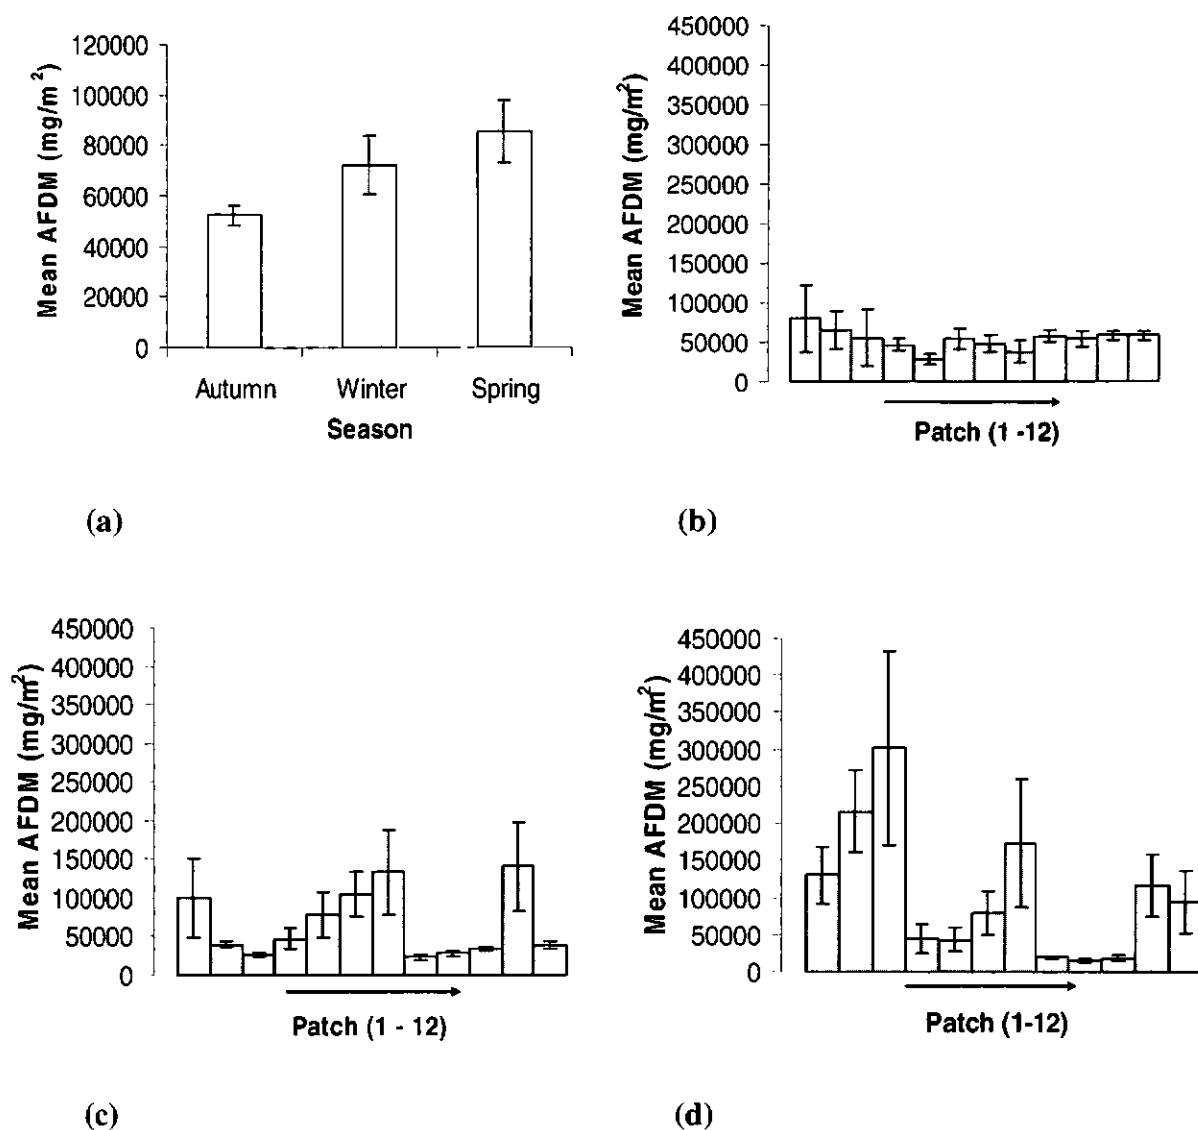 Mean AFDM (mg/m²)
120000
100000
80000
60000
40000
20000
0
Autumn Winter Spring
Season
(a)
Mean AFDM (mg/m²)
450000
400000
350000
300000
250000
200000
150000
100000
50000
0
Patch (1 -12)
(b)
Mean AFDM (mg/m²)
450000
400000
350000
300000
250000
200000
150000
100000
50000
0
Patch (1 - 12)
(c)
Mean AFDM (mg/m²)
450000
400000
350000
300000
250000
200000
150000
100000
50000
0
Patch (1-12)
(d)